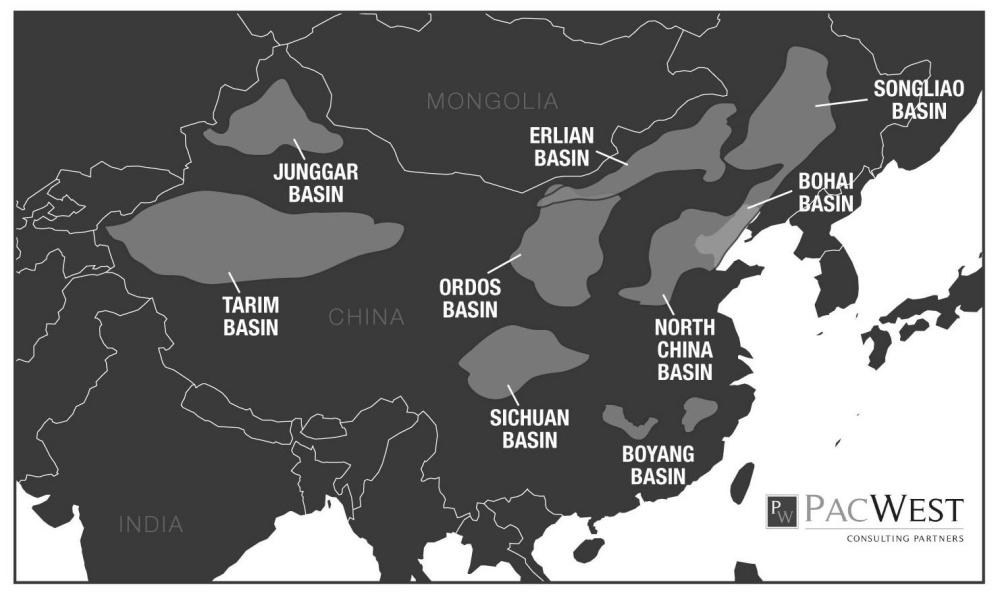 SONGLIAO
BASIN
MONGOLIA
ERLIAN
BASIN
JUNGGAR
BASIN
BOHAI
BASIN
ORDOS
BASIN
TARIM
BASIN
CHINA
NORTH
CHINA
BASIN
SICHUAN
BASIN
BOYANG
BASIN
INDIA
PW
PACWEST
CONSULTING PARTNERS